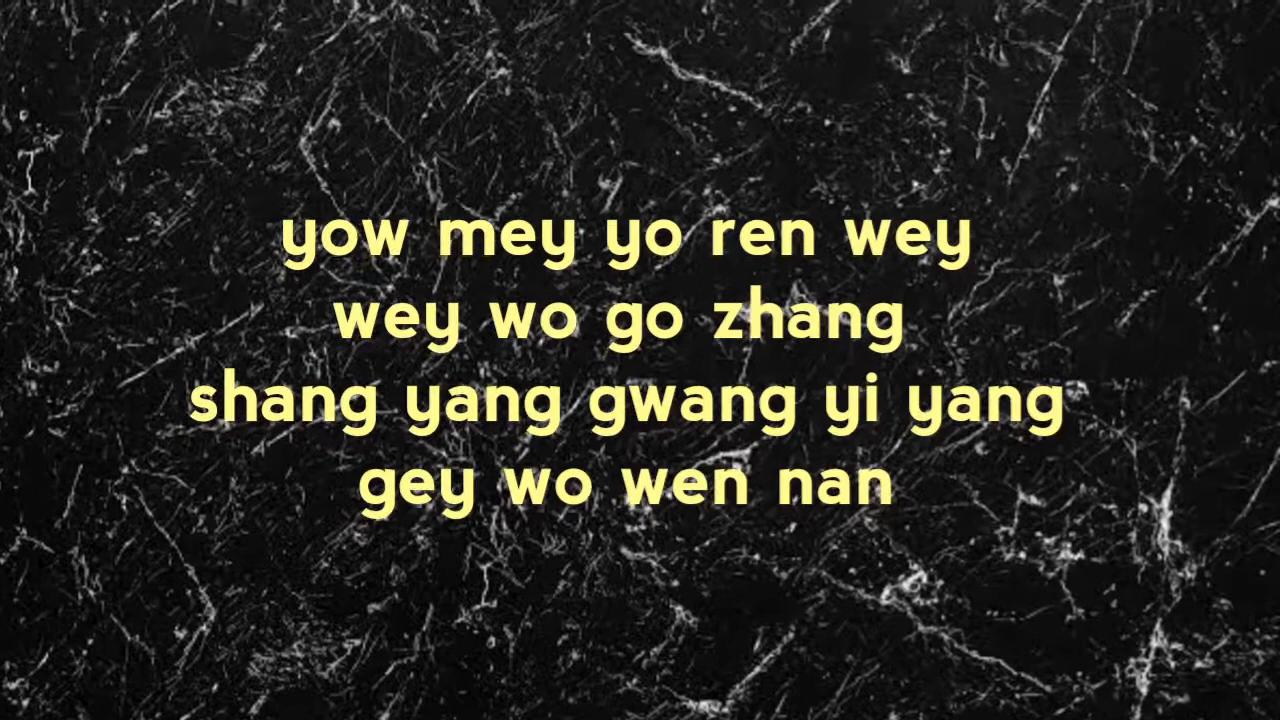 yow mey yo ren wey
wey wo go zhang
shang yang gwang yi yang
gey wo wen nan